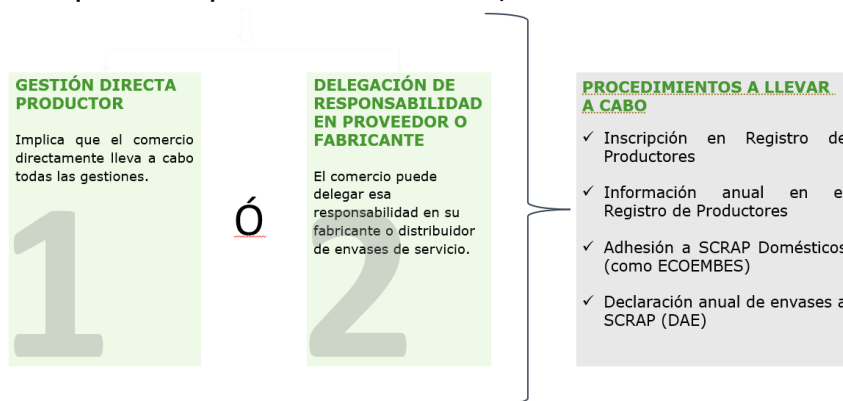 GESTIÓN DIRECTA
PRODUCTOR
Implica que el comercio
directamente lleva a cabo
todas las gestiones.
1
Ó
DELEGACIÓN DE
RESPONSABILIDAD
EN PROVEEDOR O
FABRICANTE
El comercio puede
delegar esa
responsabilidad en su
fabricante o distribuidor
de envases de servicio.
2
PROCEDIMIENTOS A LLEVAR
A CABO
✓ Inscripción en Registro de
Productores
✓ Información anual en e
Registro de Productores
✓ Adhesión a SCRAP Domésticos
(como ECOEMBES)
✓ Declaración anual de envases a
SCRAP (DAE)